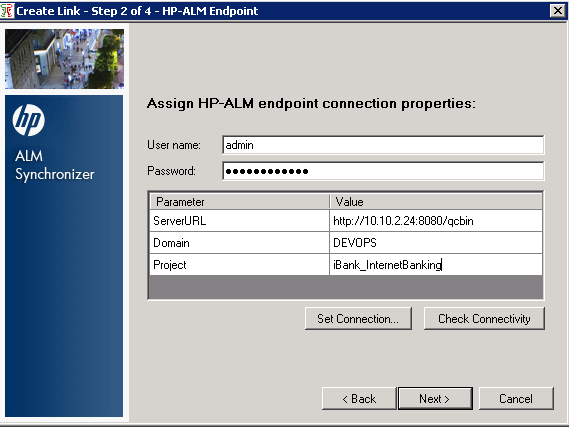 Create Link - Step 2 of 4 - HP-ALM Endpoint
hp
ALM
Synchronizer
Assign HP-ALM endpoint connection properties:
User name: admin
Password: ●●●●●●●●●●●●
Parameter Value
ServerURL http://10.10.2.24:8080/qcbin
Domain DEVOPS
Project iBank_InternetBanking
Set Connection... Check Connectivity
< Back Next > Cancel